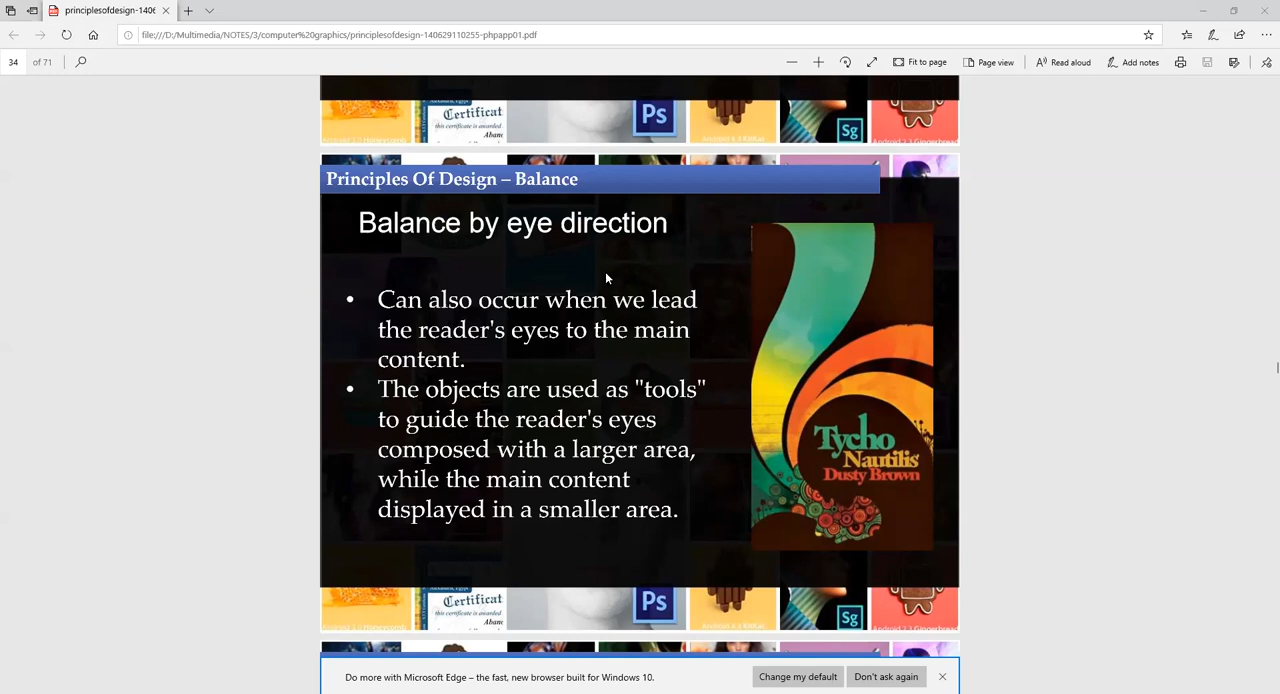 principlesofdesign-1406
file:///D:/Multimedia/NOTES/3/computer%20graphics/principlesofdesign-140629110255-phpapp01.pdf
34 of 71
Fit to page
Page view
Read aloud
Add notes
Certificat
this certificate is awarded
Abam
Ps
Sg
Principles Of Design – Balance
Balance by eye direction
• Can also occur when we lead
the reader's eyes to the main
content.
• The objects are used as "tools"
to guide the reader's eyes
composed with a larger area,
while the main content
displayed in a smaller area.
Tycho
Nautilis
Dusty Brown
Certificat
this certificate is awarded
Abam
Ps
Sg
Do more with Microsoft Edge – the fast, new browser built for Windows 10.
Change my default
Don't ask again